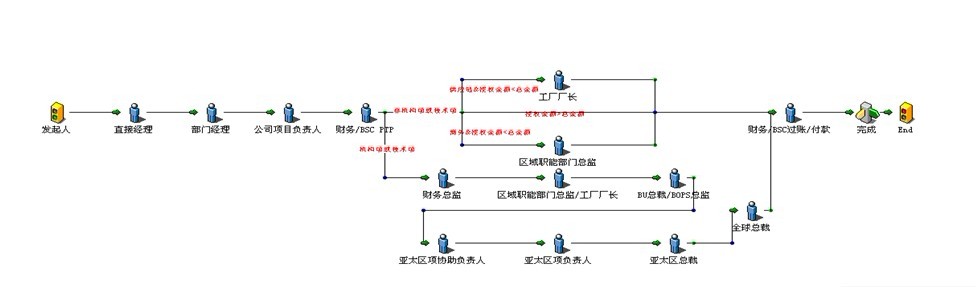 供应链&授权金额<总金额
工厂厂长
非机构项或技术项
授权金额>总金额
发起人
直接经理
部门经理
公司项目负责人
财务/BSC PTP
财务/BSC过账/付款
完成
End
商务&授权金额<总金额
机构项或技术项
区域职能部门总监
财务总监
区域职能部门总监/工厂厂长
BU总裁/BOPS总监
全球总裁
亚太区项协助负责人
亚太区项负责人
亚太区总裁